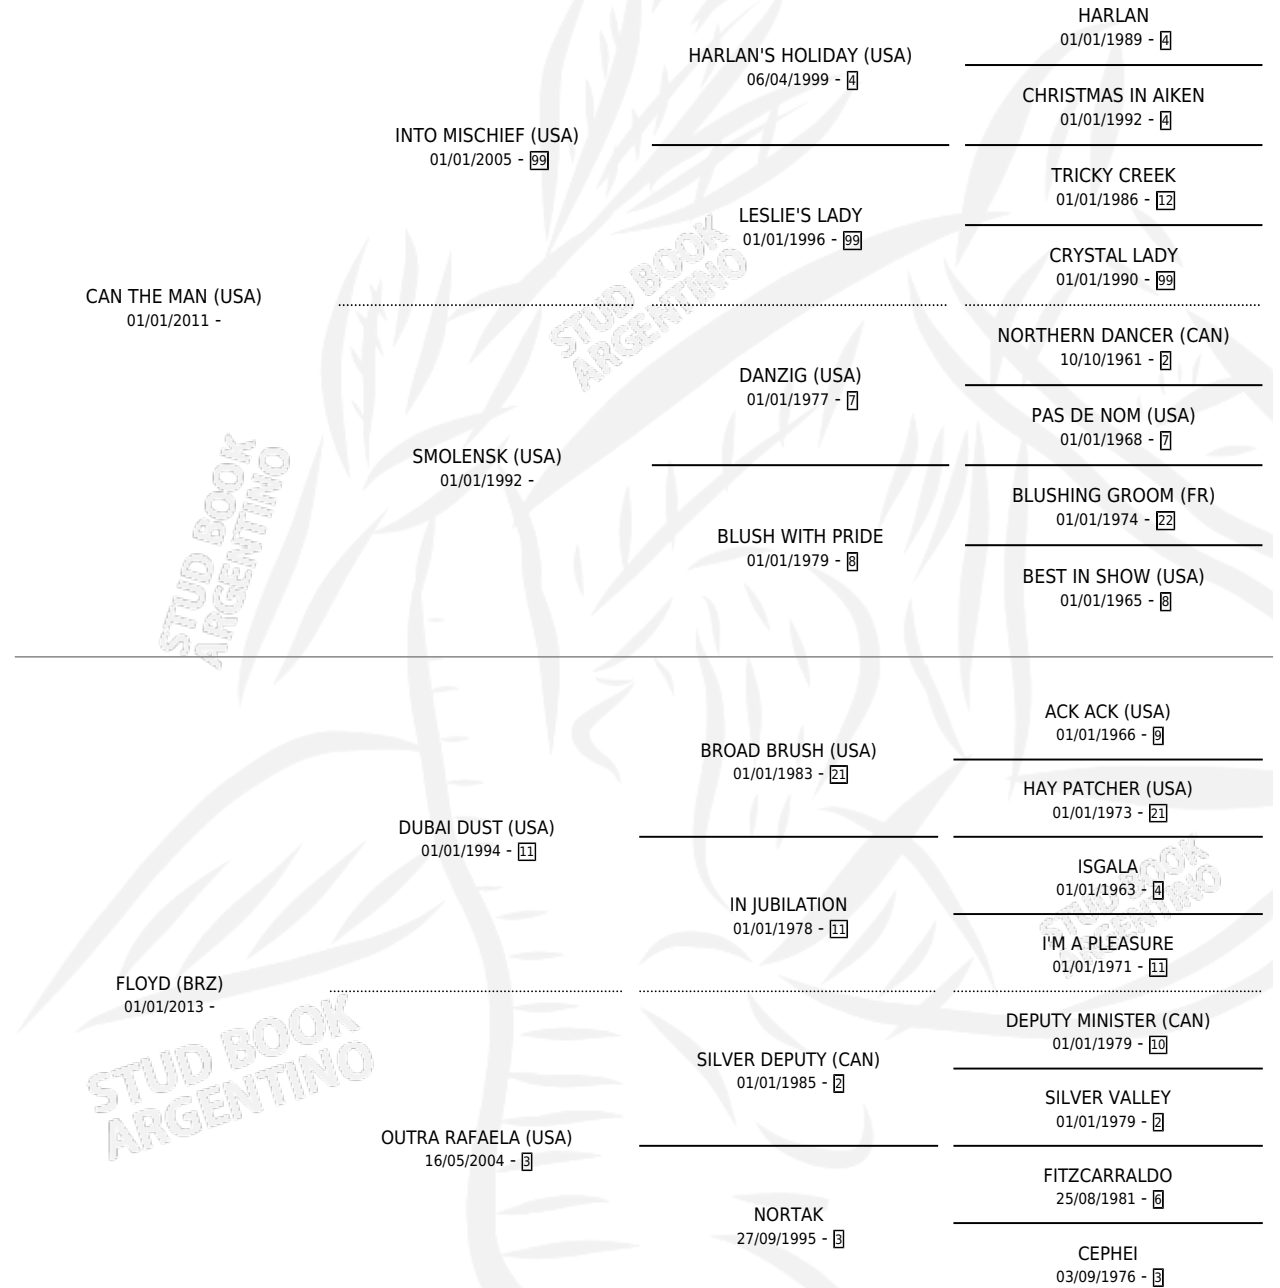 HARLAN
01/01/1989 - 4
HARLAN'S HOLIDAY (USA)
06/04/1999 - 4
CHRISTMAS IN AIKEN
01/01/1992 - 4
INTO MISCHIEF (USA)
01/01/2005 - 99
TRICKY CREEK
01/01/1986 - 12
LESLIE'S LADY
01/01/1996 - 99
CRYSTAL LADY
01/01/1990 - 99
CAN THE MAN (USA)
01/01/2011 -
NORTHERN DANCER (CAN)
10/10/1961 - 2
DANZIG (USA)
01/01/1977 - 7
PAS DE NOM (USA)
01/01/1968 - 7
SMOLENSK (USA)
01/01/1992 -
BLUSHING GROOM (FR)
01/01/1974 - 22
BLUSH WITH PRIDE
01/01/1979 - 8
BEST IN SHOW (USA)
01/01/1965 - 8
ACK ACK (USA)
01/01/1966 - 9
BROAD BRUSH (USA)
01/01/1983 - 21
HAY PATCHER (USA)
01/01/1973 - 21
DUBAI DUST (USA)
01/01/1994 - 11
ISGALA
01/01/1963 - 4
IN JUBILATION
01/01/1978 - 11
I'M A PLEASURE
01/01/1971 - 11
FLOYD (BRZ)
01/01/2013 -
DEPUTY MINISTER (CAN)
01/01/1979 - 10
SILVER DEPUTY (CAN)
01/01/1985 - 2
SILVER VALLEY
01/01/1979 - 2
OUTRA RAFAELA (USA)
16/05/2004 - 3
FITZCARRALDO
25/08/1981 - 6
NORTAK
27/09/1995 - 3
CEPHEI
03/09/1976 - 3
STUD BOOK
ARGENTINO
STUD BOOK
ARGENTINO
STUD BOOK
ARGENTINO
STUD BOOK
ARGENTINO